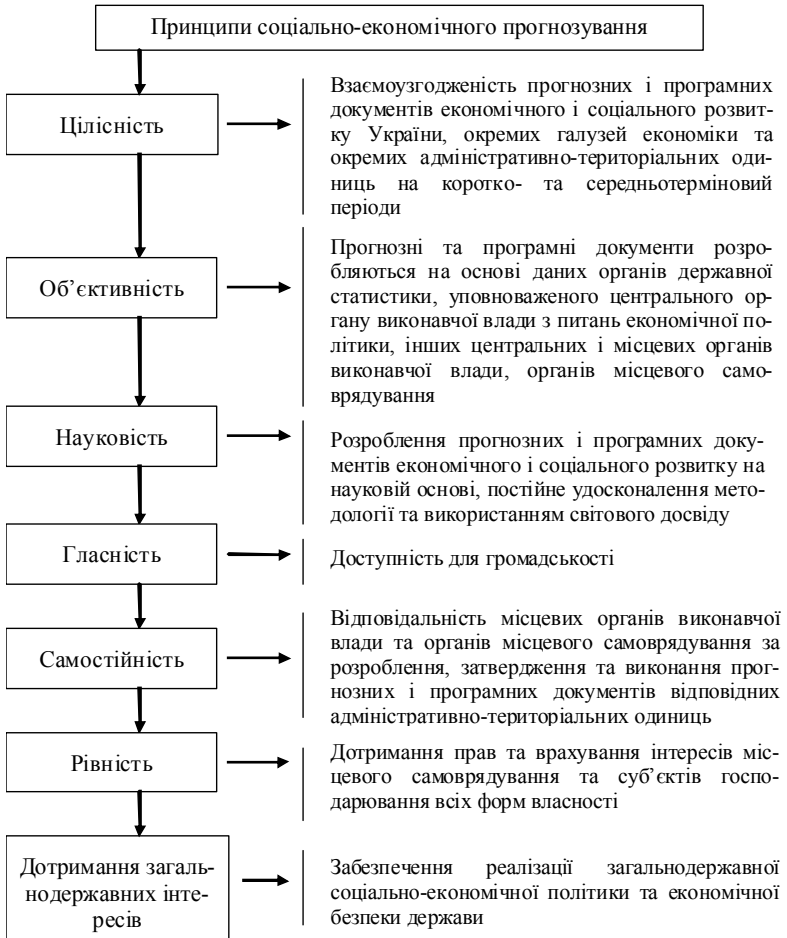 Принципи соціально-економічного прогнозування
Цілісність
Взаємоузгодженість прогнозних і програмних
документів економічного і соціального розвит-
ку України, окремих галузей економіки та
окремих адміністративно-територіальних оди-
ниць на коротко- та середньотерміновий
періоди
Об’єктивність
Прогнозні та програмні документи розро-
бляються на основі даних органів державної
статистики, уповноваженого центрального ор-
гану виконавчої влади з питань економічної по-
літики, інших центральних і місцевих органів
виконавчої влади, органів місцевого само-
врядування
Науковість
Розроблення прогнозних і програмних доку-
ментів економічного і соціального розвитку на
науковій основі, постійне удосконалення мето-
дології та використанням світового досвіду
Гласність
Доступність для громадськості
Самостійність
Відповідальність місцевих органів виконавчої
влади та органів місцевого самоврядування за
розроблення, затвердження та виконання прог-
нозних і програмних документів відповідних
адміністративно-територіальних одиниць
Рівність
Дотримання прав та врахування інтересів міс-
цевого самоврядування та суб’єктів госпо-
дарювання всіх форм власності
Дотримання загаль-
нодержавних інте-
ресів
Забезпечення реалізації загальнодержавної
соціально-економічної політики та економічної
безпеки держави